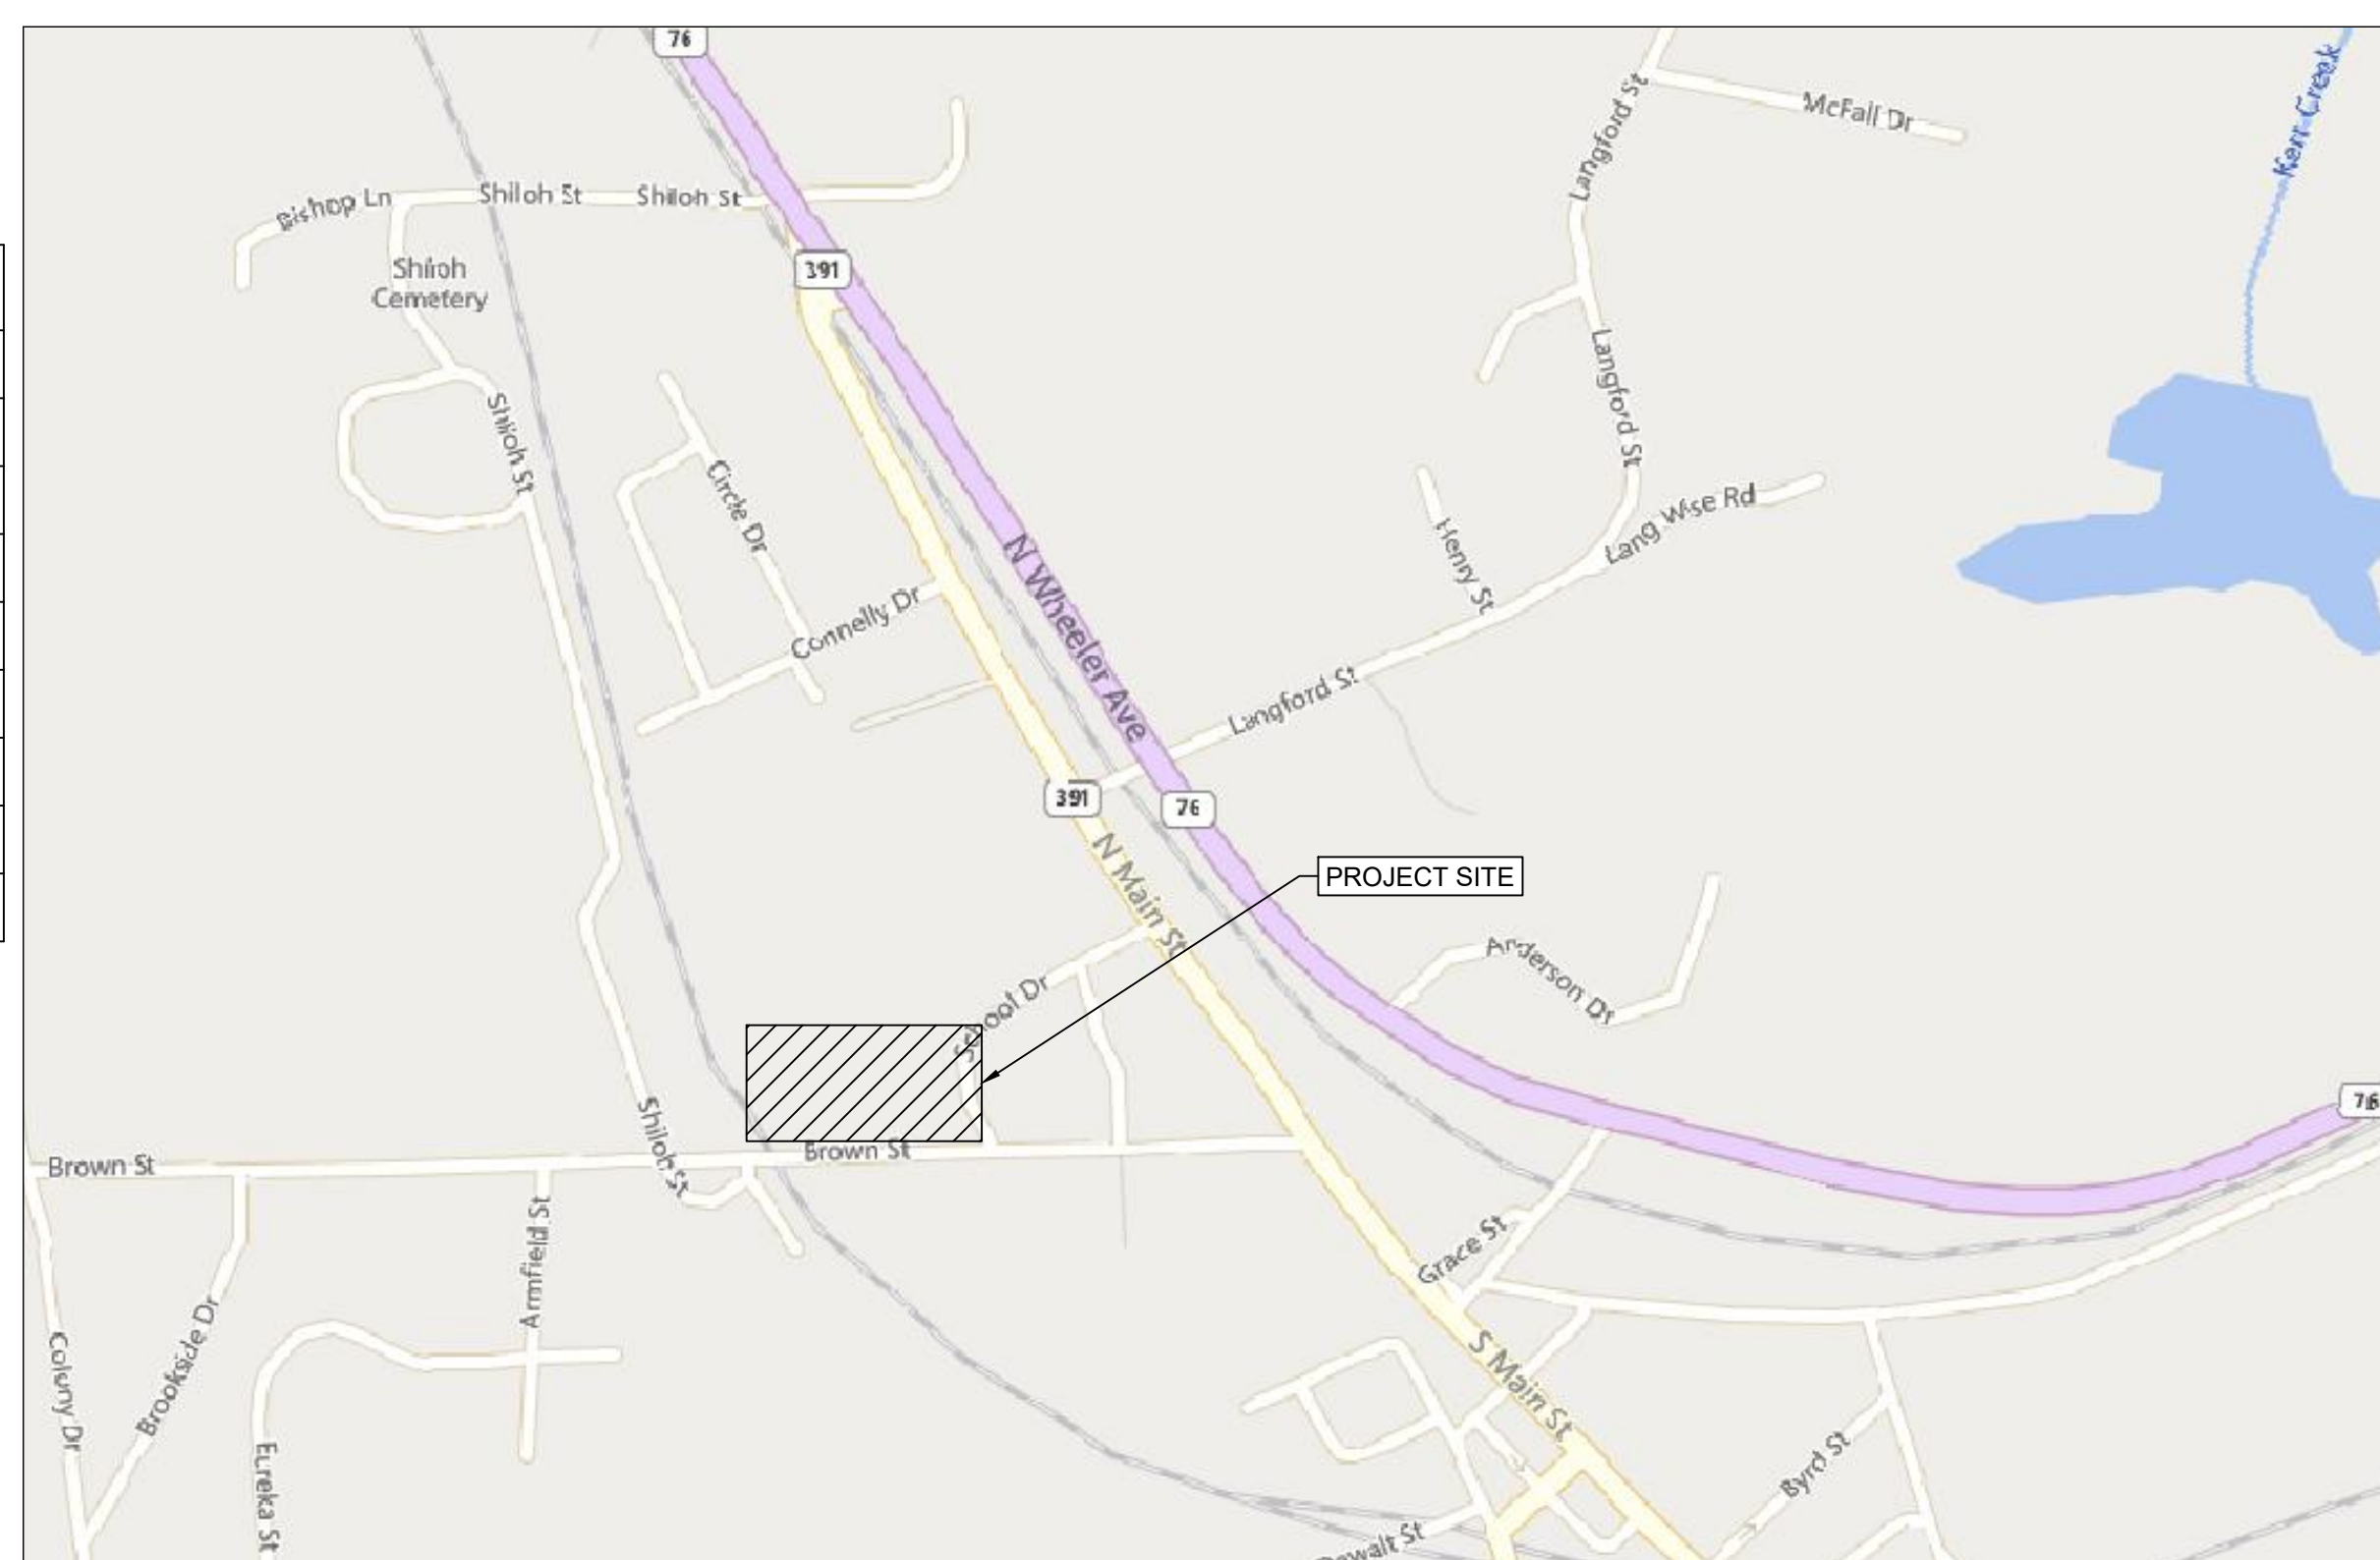 76
McFall Dr
Langford St
Kerr Creek
Bishop Ln
Shiloh St
Shiloh St
391
Shiloh
Cemetery
Langford St
Shiloh St
Circle Dr
Lang Wise Rd
Henry St
N Wheeler Ave
Connelly Dr
Langford St
391
76
N Main St
PROJECT SITE
Anderson Dr
School Dr
76
Shiloh St
Brown St
Brown St
Armfield St
Grace St
Brookside Dr
Colony Dr
S Main St
Byrd St
Eureka St